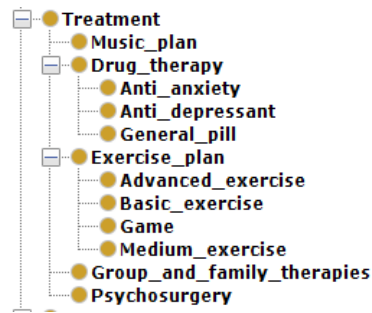 Treatment
Music_plan
Drug_therapy
Anti_anxiety
Anti_depressant
General_pill
Exercise_plan
Advanced_exercise
Basic_exercise
Game
Medium_exercise
Group_and_family_therapies
Psychosurgery